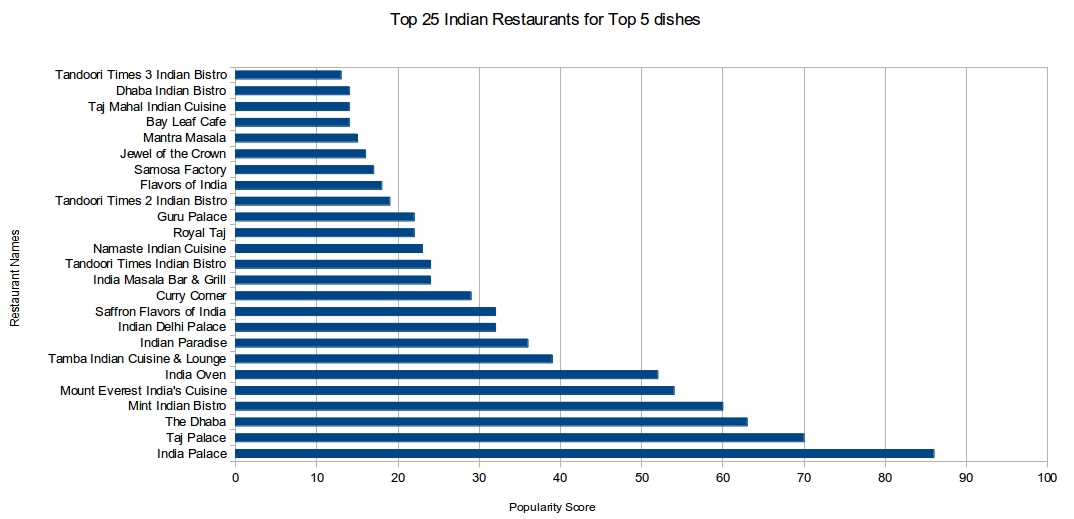 Top 25 Indian Restaurants for Top 5 dishes
Restaurant Names
Tandoori Times 3 Indian Bistro
Dhaba Indian Bistro
Taj Mahal Indian Cuisine
Bay Leaf Cafe
Mantra Masala
Jewel of the Crown
Samosa Factory
Flavors of India
Tandoori Times 2 Indian Bistro
Guru Palace
Royal Taj
Namaste Indian Cuisine
Tandoori Times Indian Bistro
India Masala Bar & Grill
Curry Corner
Saffron Flavors of India
Indian Delhi Palace
Indian Paradise
Tamba Indian Cuisine & Lounge
India Oven
Mount Everest India's Cuisine
Mint Indian Bistro
The Dhaba
Taj Palace
India Palace
0 10 20 30 40 50 60 70 80 90 100
Popularity Score